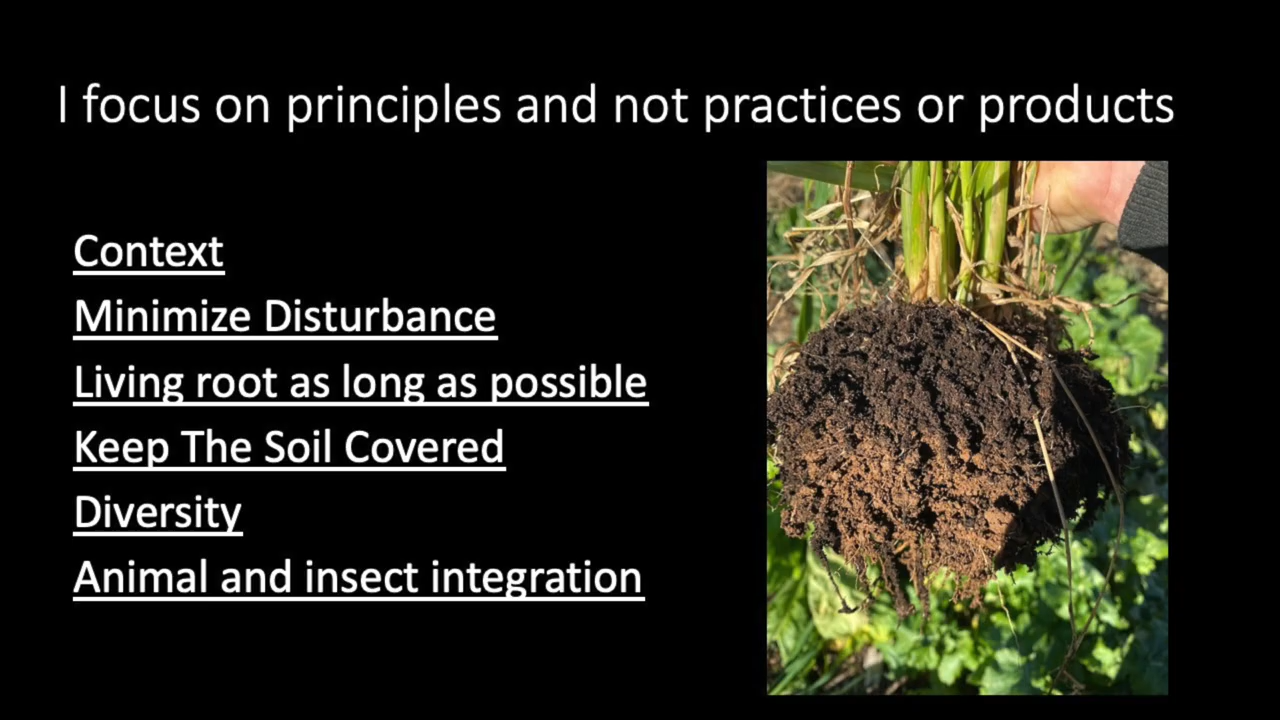 I focus on principles and not practices or products
Context
Minimize Disturbance
Living root as long as possible
Keep The Soil Covered
Diversity
Animal and insect integration